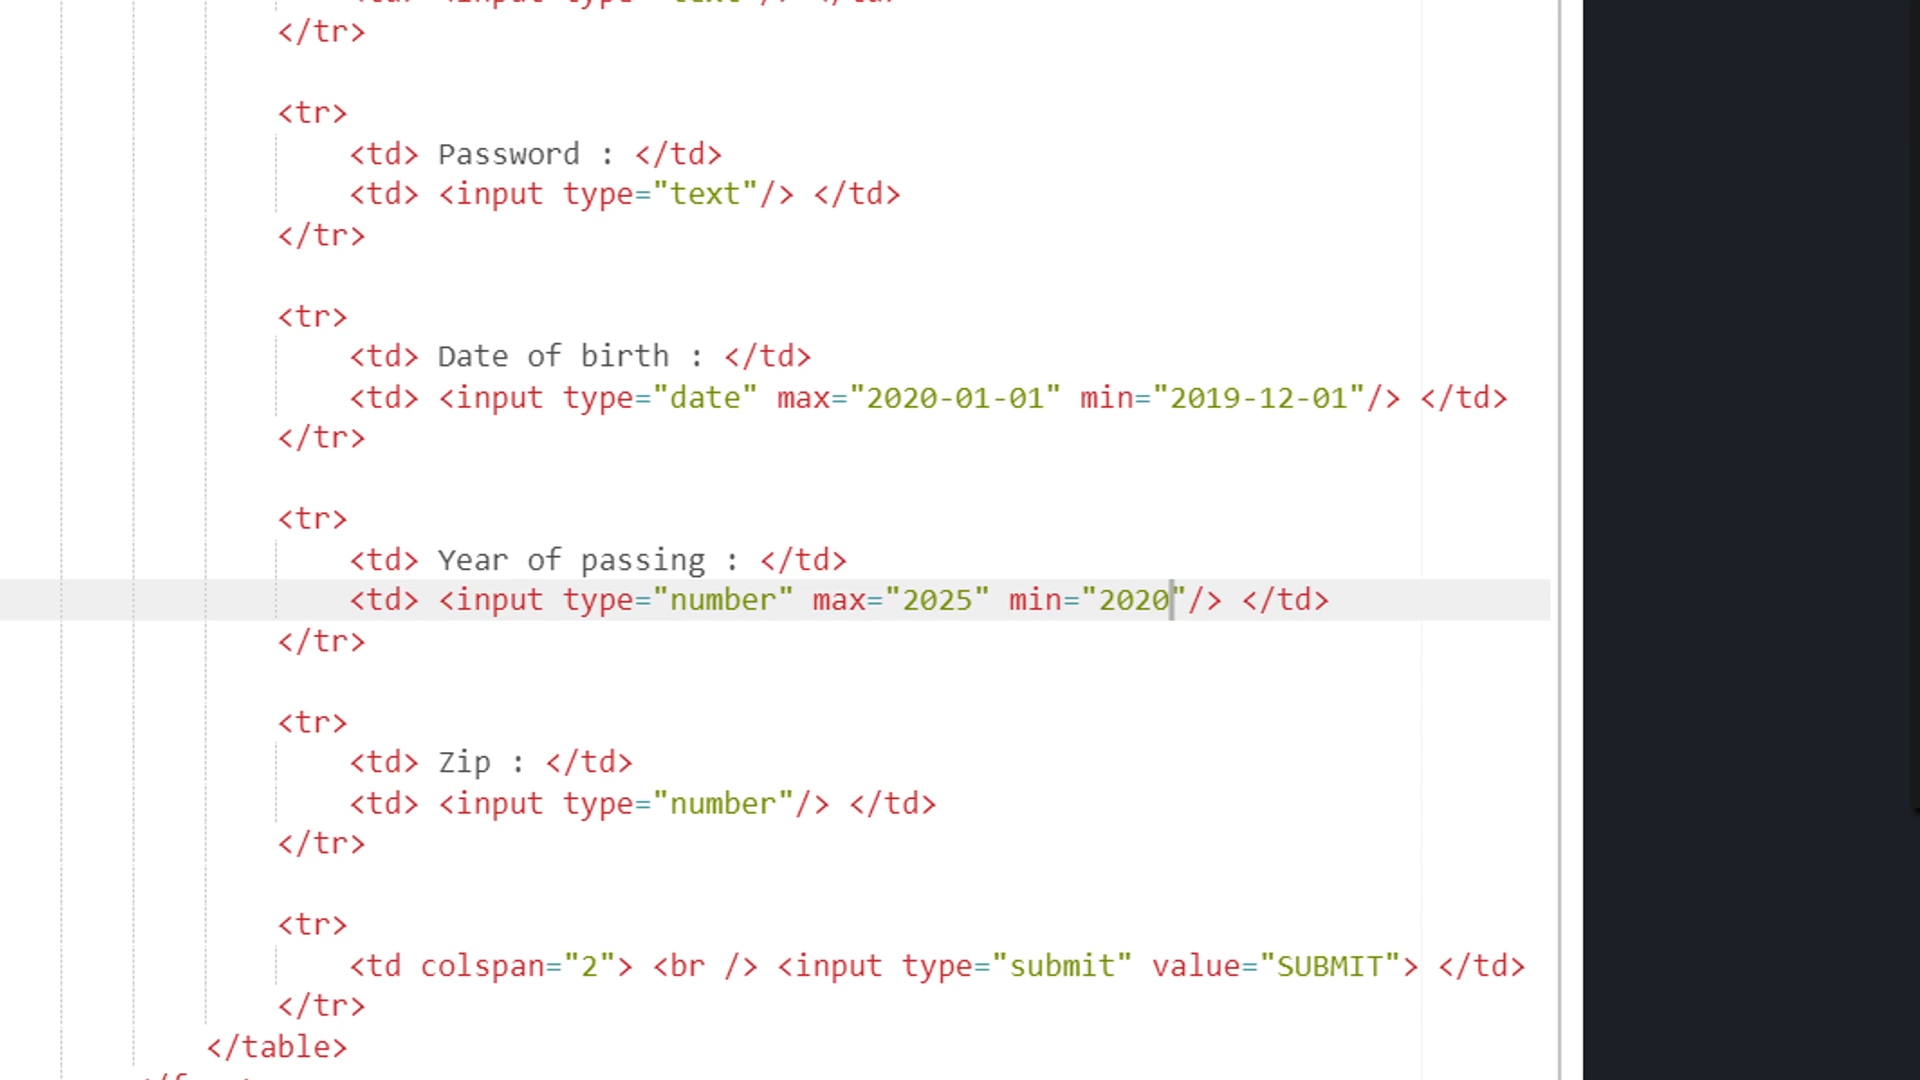 </tr>
<tr>
<td> Password : </td>
<td> <input type="text"/> </td>
</tr>
<tr>
<td> Date of birth : </td>
<td> <input type="date" max="2020-01-01" min="2019-12-01"/> </td>
</tr>
<tr>
<td> Year of passing : </td>
<td> <input type="number" max="2025" min="2020"/> </td>
</tr>
<tr>
<td> Zip : </td>
<td> <input type="number"/> </td>
</tr>
<tr>
<td colspan="2"> <br /> <input type="submit" value="SUBMIT"> </td>
</tr>
</table>